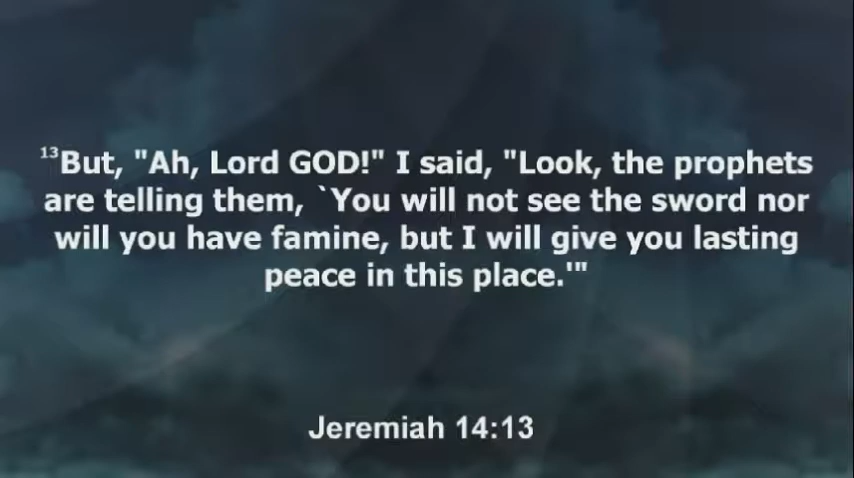 ¹³But, "Ah, Lord GOD!" I said, "Look, the prophets
are telling them, `You will not see the sword nor
will you have famine, but I will give you lasting
peace in this place.'"
Jeremiah 14:13